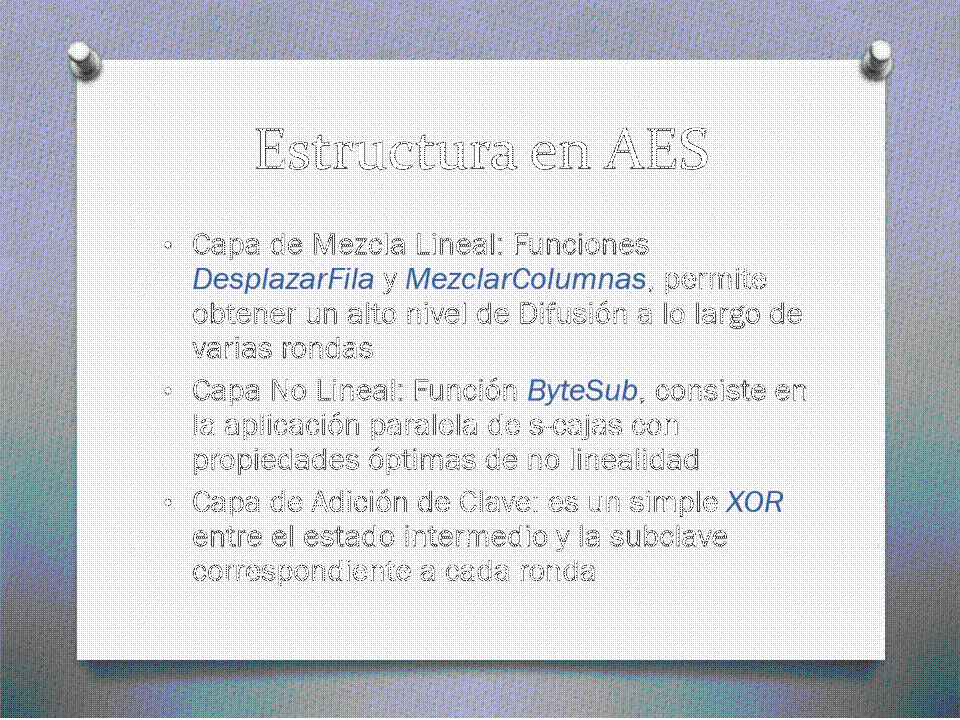 Estructura en AES
• Capa de Mezcla Lineal: Funciones
DesplazarFila y MezclarColumnas, permite
obtener un alto nivel de Difusión a lo largo de
varias rondas
• Capa No Lineal: Función ByteSub, consiste en
la aplicación paralela de s-cajas con
propiedades óptimas de no linealidad
• Capa de Adición de Clave: es un simple XOR
entre el estado intermedio y la subclave
correspondiente a cada ronda